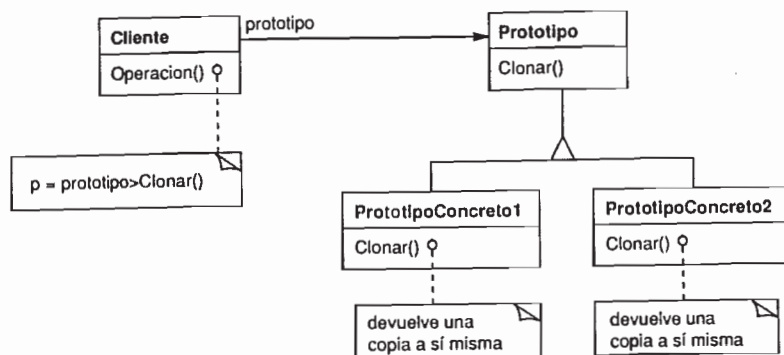 Cliente
prototipo
Prototipo
Operacion()
Clonar()
p = prototipo>Clonar()
PrototipoConcreto1
PrototipoConcreto2
Clonar()
Clonar()
devuelve una
copia a sí misma
devuelve una
copia a sí misma